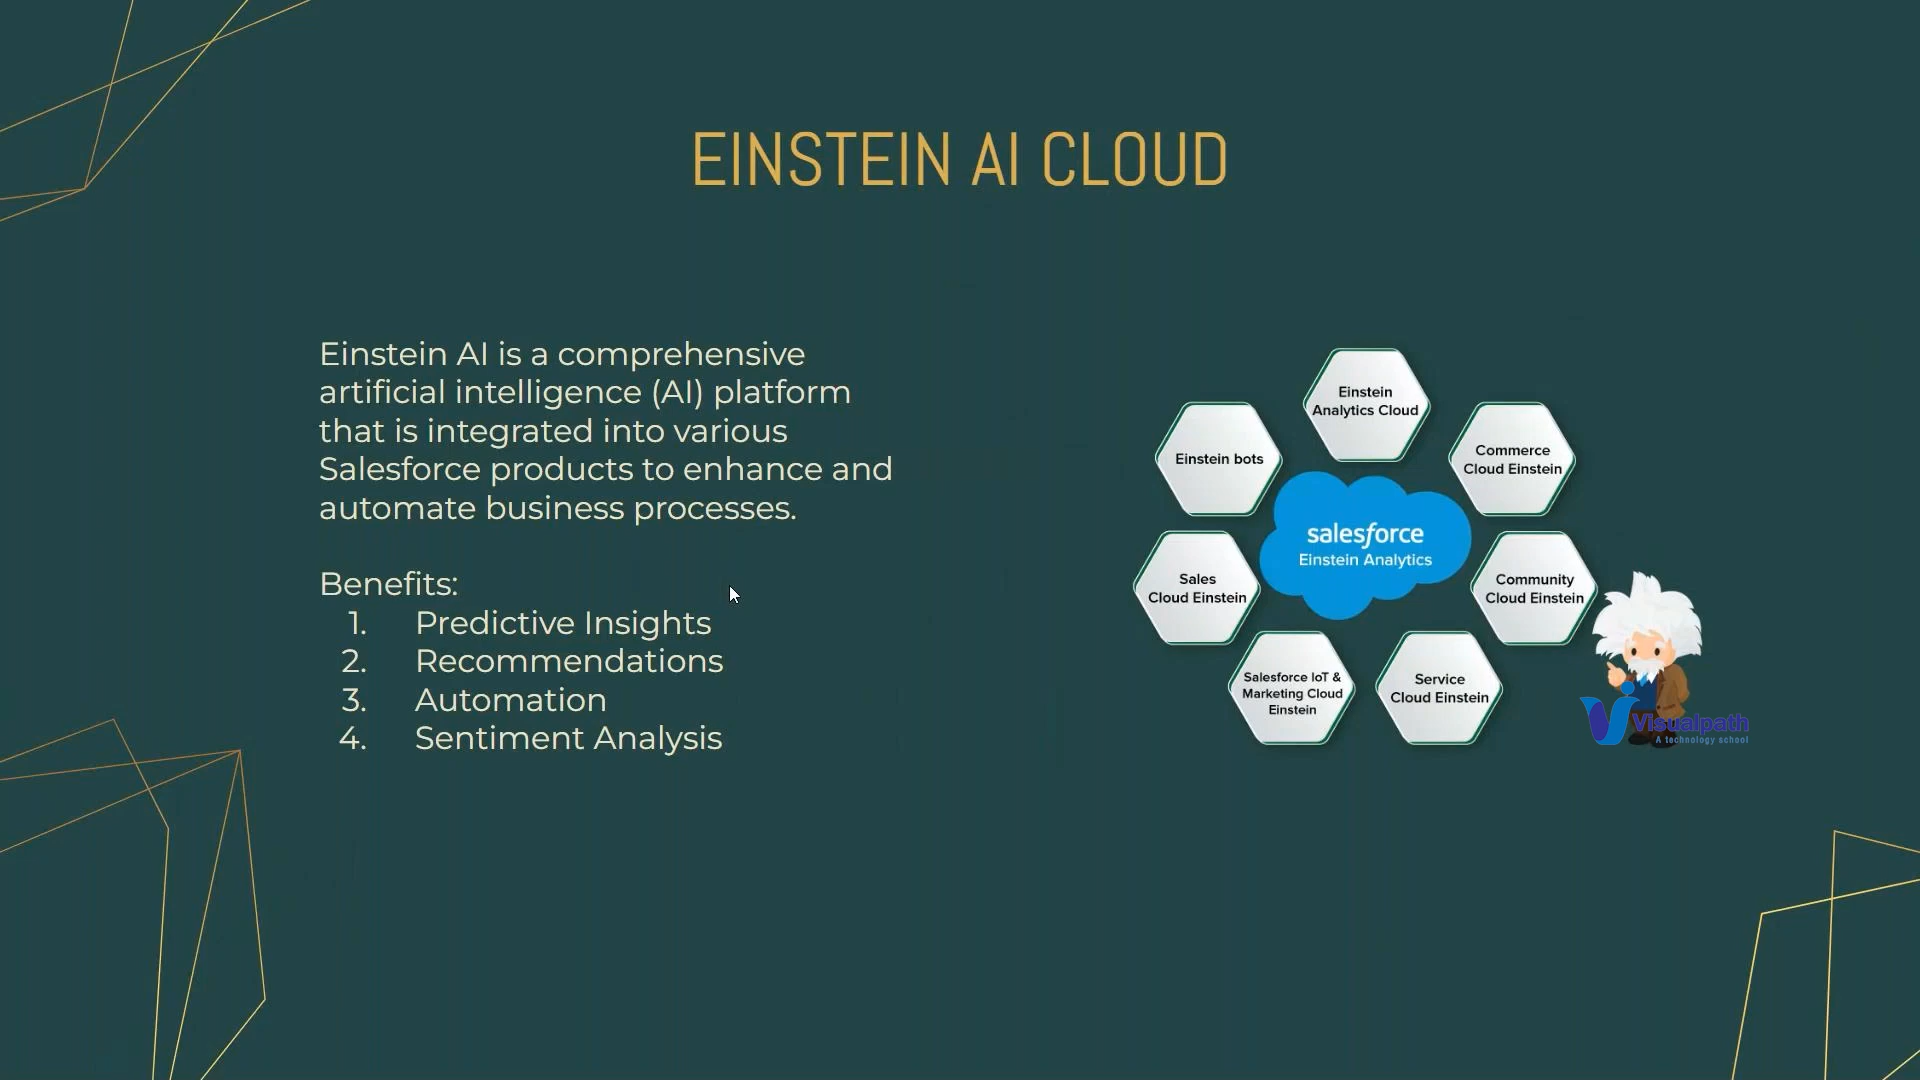 EINSTEIN AI CLOUD
Einstein AI is a comprehensive
artificial intelligence (AI) platform
that is integrated into various
Salesforce products to enhance and
automate business processes.
Benefits:
1. Predictive Insights
2. Recommendations
3. Automation
4. Sentiment Analysis
Einstein
Analytics Cloud
Einstein bots
Commerce
Cloud Einstein
salesforce
Einstein Analytics
Sales
Cloud Einstein
Community
Cloud Einstein
Salesforce IoT &
Marketing Cloud
Einstein
Service
Cloud Einstein
Visualpath
A technology school